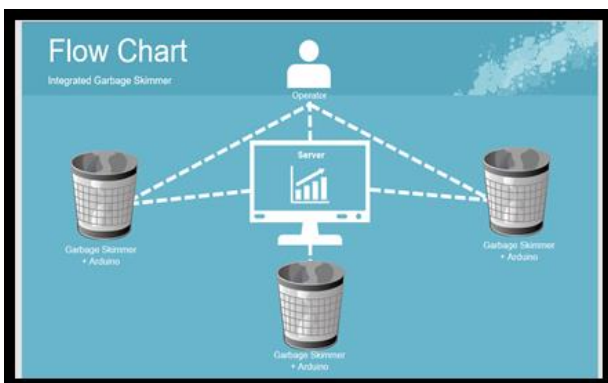 Flow Chart
Integrated Garbage Skimmer
Operator
Server
Garbage Skimmer
+ Arduino
Garbage Skimmer
+ Arduino
Garbage Skimmer
+ Arduino